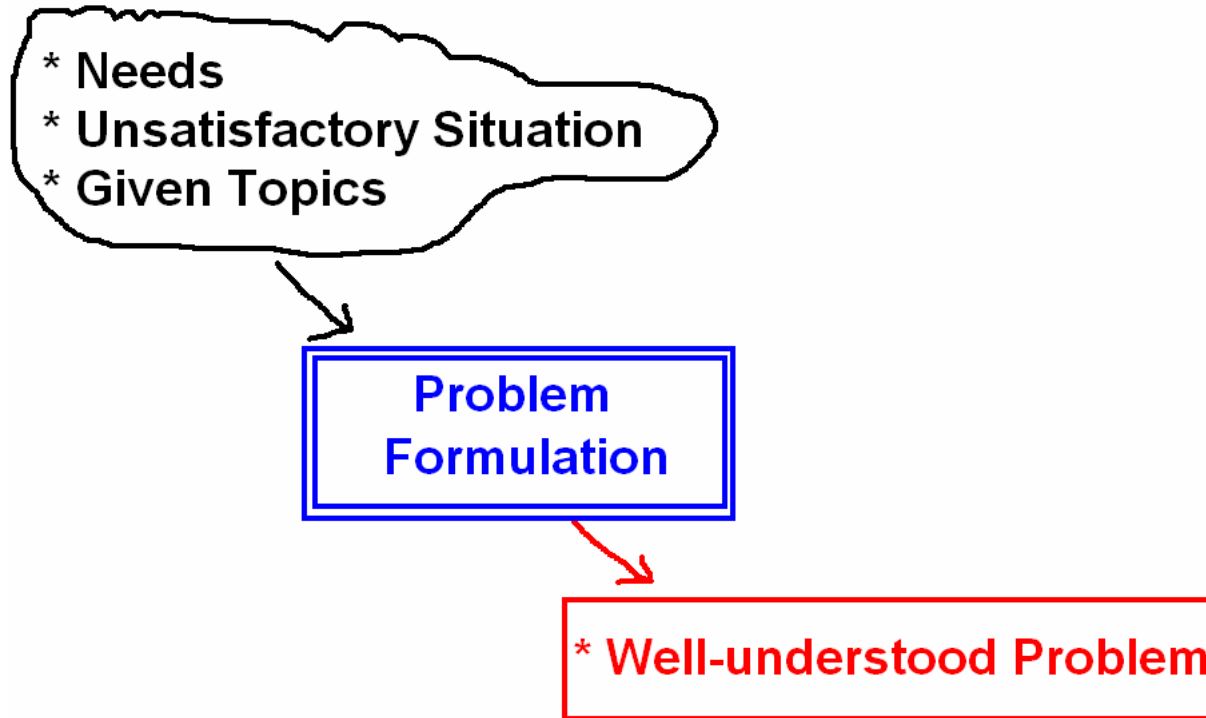 * Needs
* Unsatisfactory Situation
* Given Topics
Problem
Formulation
* Well-understood Problem